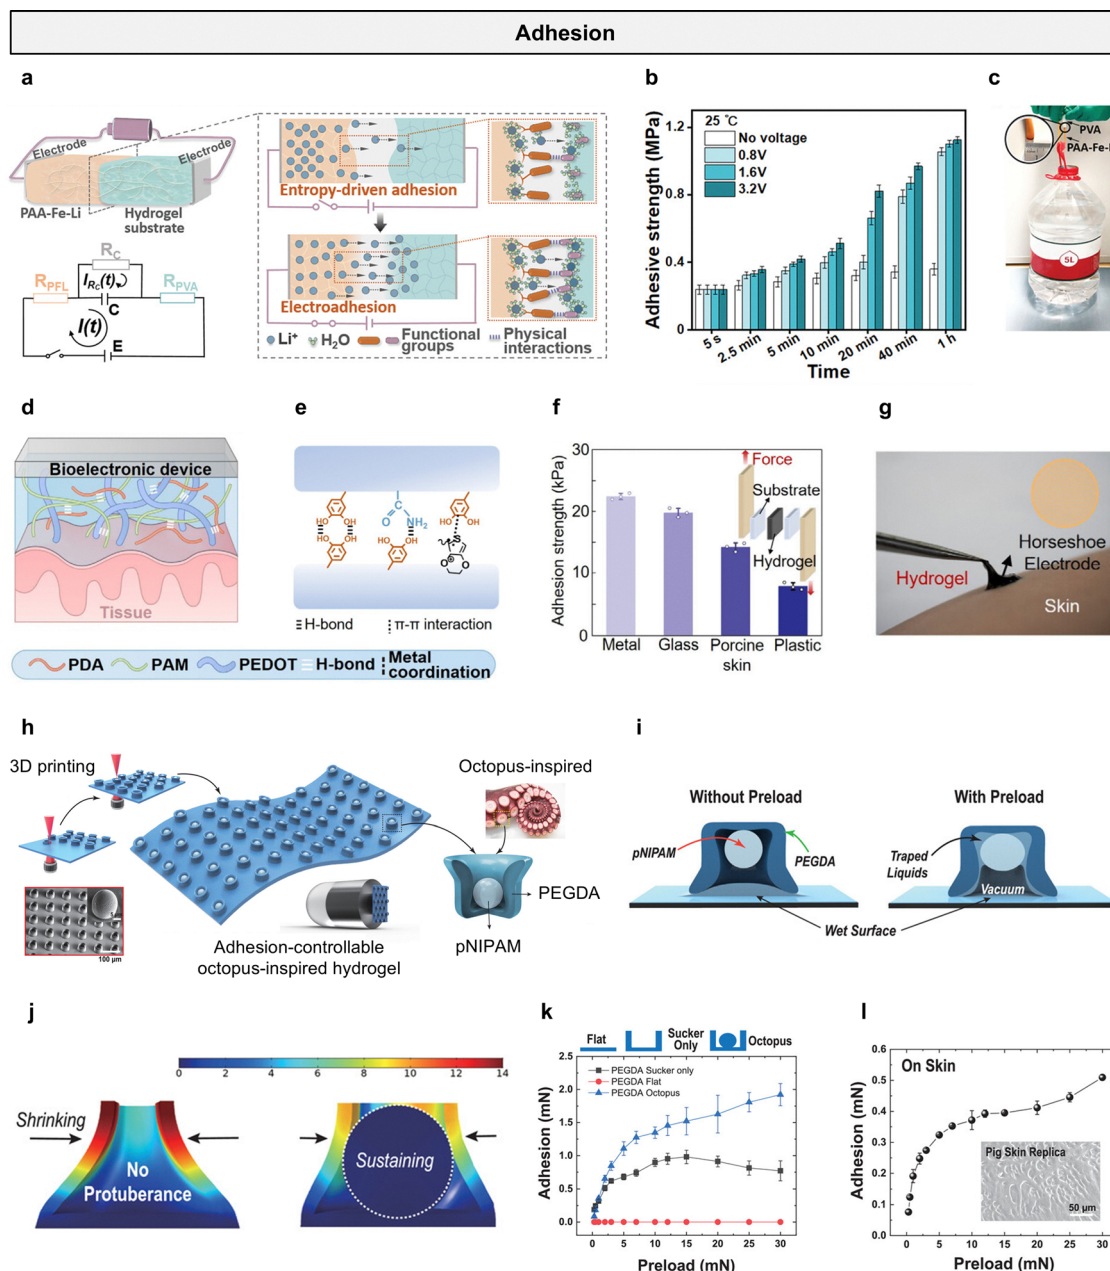 Adhesion
a
Electrode
Electrode
PAA-Fe-Li
Hydrogel
substrate
R_C
R_PFL
I_Rc(t)
C
R_PVA
I(t)
E
Entropy-driven adhesion
Electroadhesion
Li⁺
H₂O
Functional
groups
Physical
interactions
b
25 °C
No voltage
0.8V
1.6V
3.2V
Adhesive strength (MPa)
1.2
0.8
0.4
0
5 s
2.5 min
5 min
10 min
20 min
40 min
1 h
Time
c
PVA
PAA-Fe-
5L
d
Bioelectronic device
Tissue
PDA
PAM
PEDOT
H-bond
Metal
coordination
e
OH
HO
NH₂
H-bond
π-π interaction
f
Adhesion strength (kPa)
30
20
10
0
Force
Substrate
Hydrogel
Metal
Glass
Porcine
skin
Plastic
g
Hydrogel
Horseshoe
Electrode
Skin
h
3D printing
100 μm
Adhesion-controllable
octopus-inspired hydrogel
Octopus-inspired
PEGDA
pNIPAM
i
Without Preload
With Preload
pNIPAM
PEGDA
Traped
Liquids
Vacuum
Wet Surface
j
0 2 4 6 8 10 12 14
Shrinking
No
Protuberance
Sustaining
k
Flat
Sucker
Only
Octopus
PEGDA Sucker only
PEGDA Flat
PEGDA Octopus
Adhesion (mN)
2.5
2.0
1.5
1.0
0.5
0.0
0 5 10 15 20 25 30
Preload (mN)
l
On Skin
Adhesion (mN)
0.6
0.5
0.4
0.3
0.2
0.1
0.0
Pig Skin Replica
50 μm
0 5 10 15 20 25 30
Preload (mN)